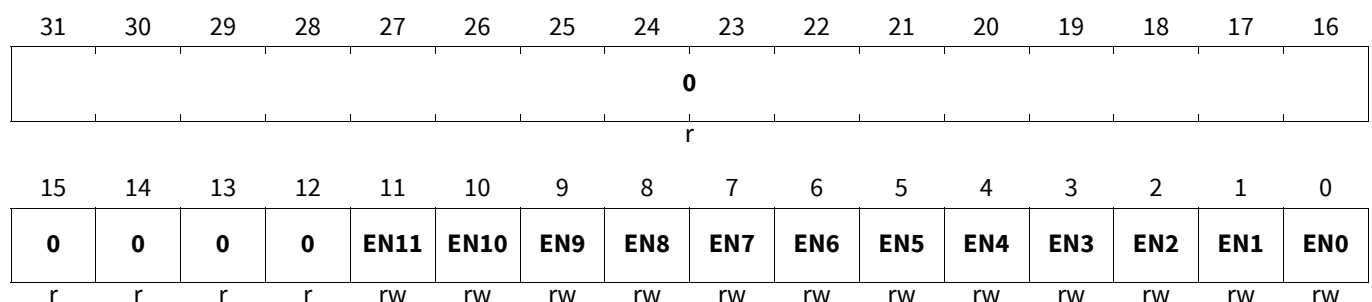 31 30 29 28 27 26 25 24 23 22 21 20 19 18 17 16
0
r
15 14 13 12 11 10 9 8 7 6 5 4 3 2 1 0
0 0 0 0 EN11 EN10 EN9 EN8 EN7 EN6 EN5 EN4 EN3 EN2 EN1 EN0
r r r r rw rw rw rw rw rw rw rw rw rw rw rw